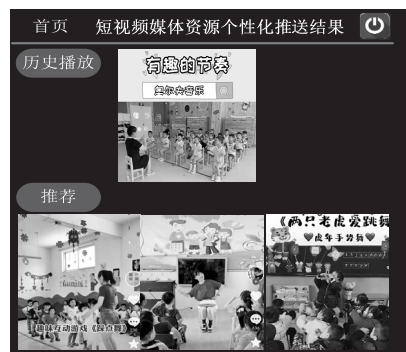 首页 短视频媒体资源个性化推送结果
历史播放
有趣的节奏
奥尔夫音乐
推荐
趣味互动游戏《踩点舞》
《两只老虎爱跳舞
虎年手势舞